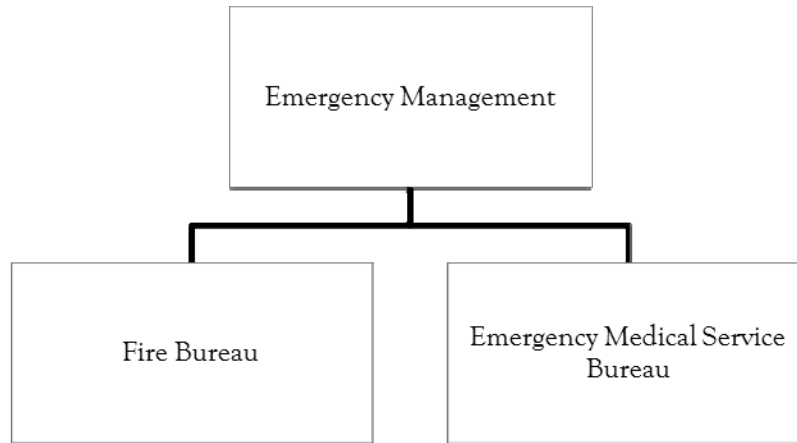 Emergency Management
Fire Bureau
Emergency Medical Service
Bureau